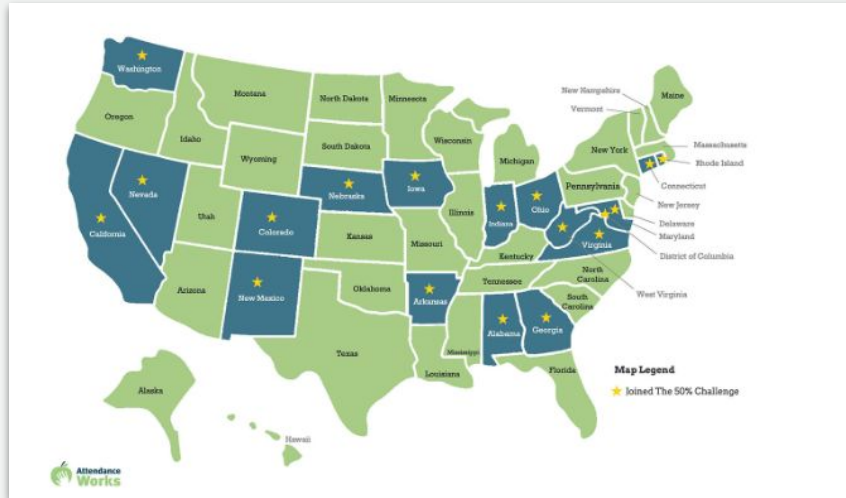 Washington
Montana
North Dakota
Minnesota
New Hampshire
Vermont
Maine
Oregon
Idaho
South Dakota
Wisconsin
Michigan
New York
Massachusetts
Rhode Island
Wyoming
Nebraska
Iowa
Pennsylvania
Connecticut
Nevada
Utah
Colorado
Illinois
Indiana
Ohio
New Jersey
Delaware
Maryland
California
Kansas
Missouri
Kentucky
Virginia
District of Columbia
West Virginia
Arizona
New Mexico
Oklahoma
Arkansas
Tennessee
North
Carolina
South
Carolina
Texas
Louisiana
Mississippi
Alabama
Georgia
Florida
Map Legend
Joined The 50% Challenge
Alaska
Hawaii
Attendance
Works